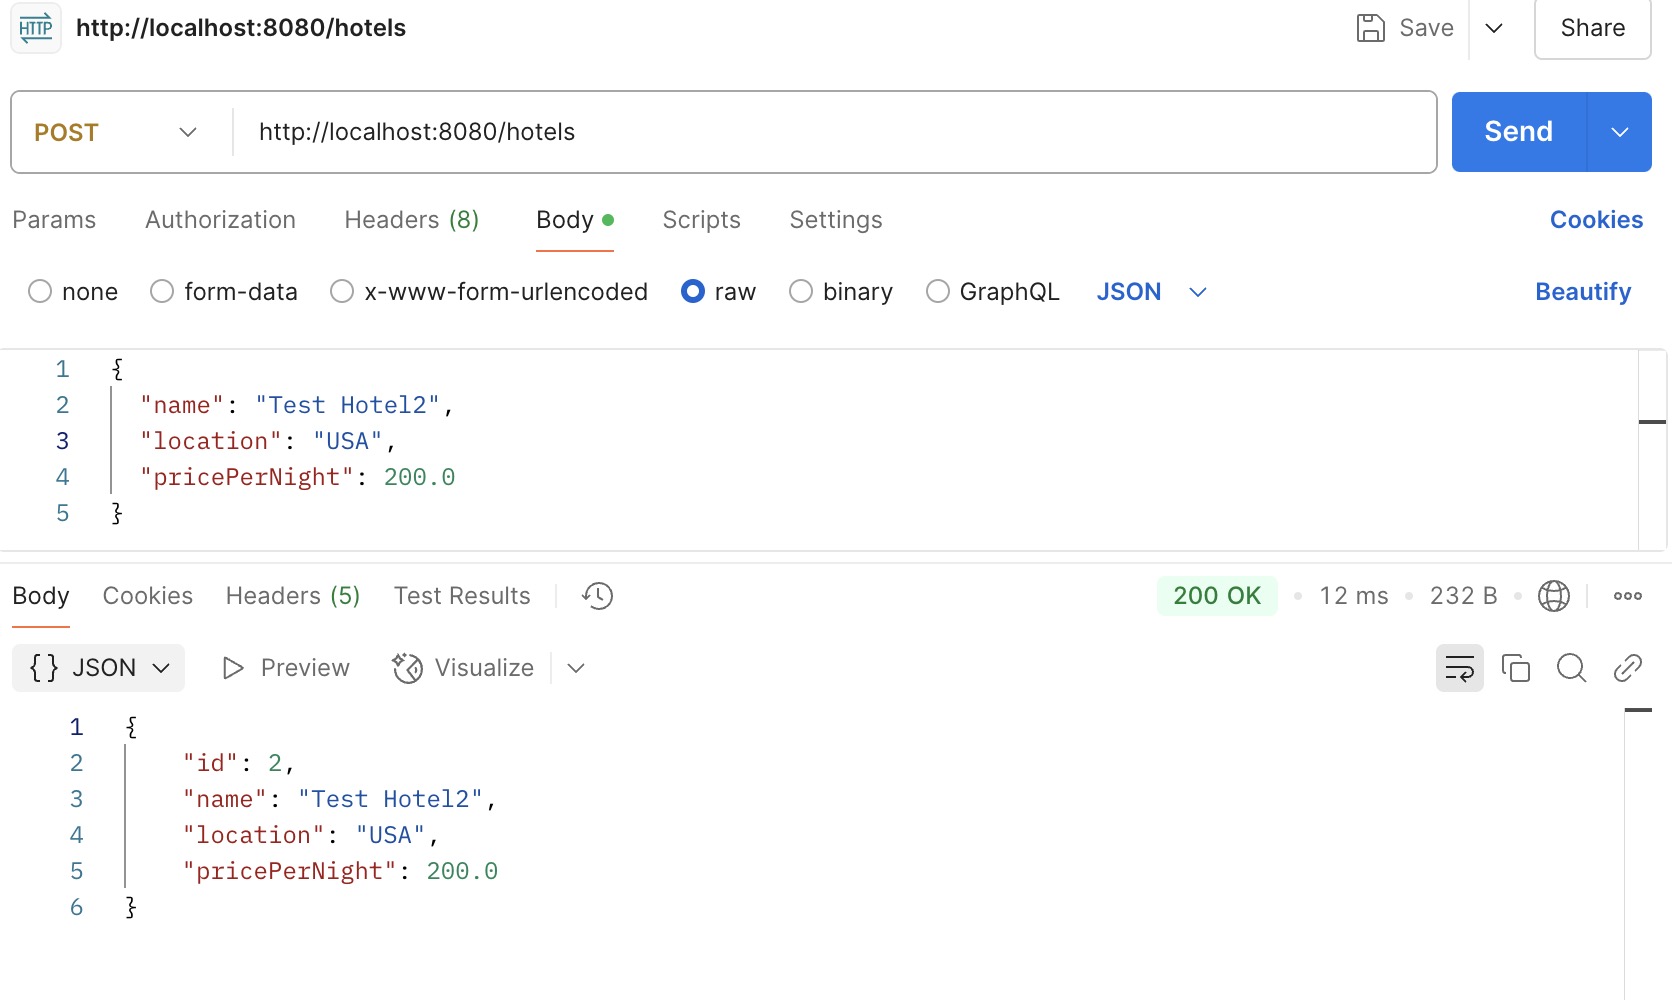 HTTP http://localhost:8080/hotels Save Share
POST http://localhost:8080/hotels Send
Params Authorization Headers (8) Body Scripts Settings Cookies
none form-data x-www-form-urlencoded raw binary GraphQL JSON Beautify
1 {
2 "name": "Test Hotel2",
3 "location": "USA",
4 "pricePerNight": 200.0
5 }
Body Cookies Headers (5) Test Results 200 OK • 12 ms • 232 B •
{} JSON Preview Visualize
1 {
2 "id": 2,
3 "name": "Test Hotel2",
4 "location": "USA",
5 "pricePerNight": 200.0
6 }